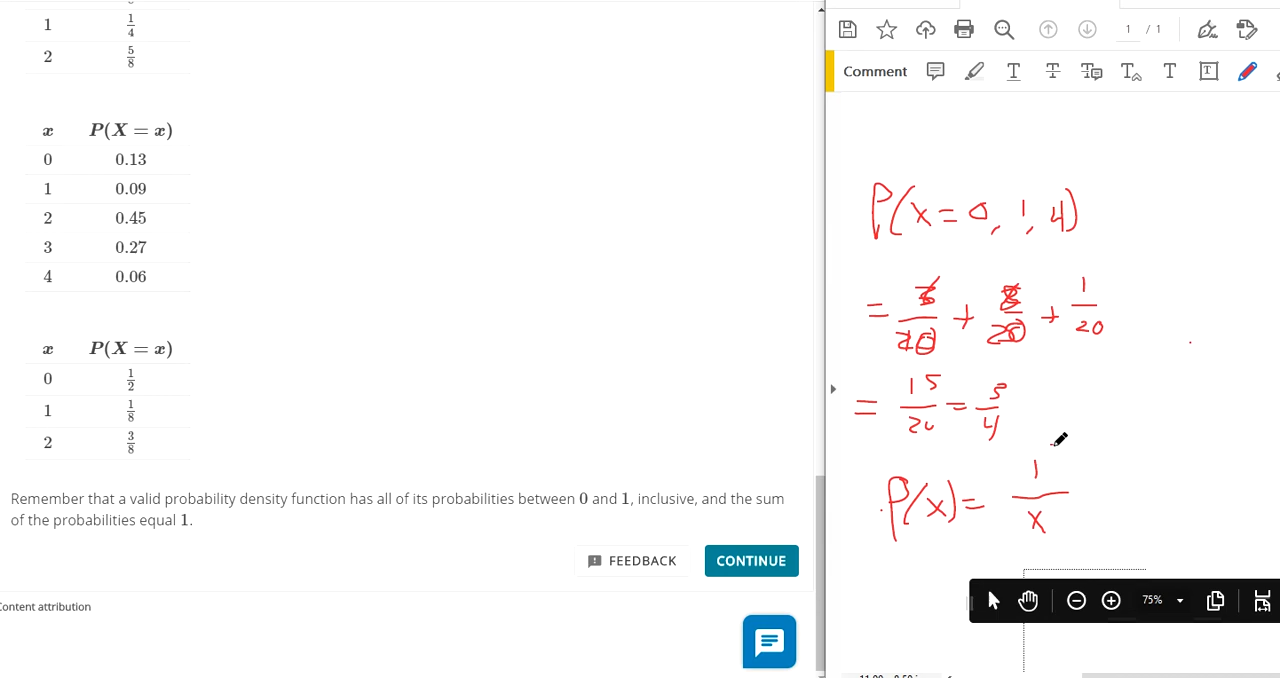 1 1/4
2 5/8
x P(X = x)
0 0.13
1 0.09
2 0.45
3 0.27
4 0.06
x P(X = x)
0 1/2
1 1/8
2 3/8
Remember that a valid probability density function has all of its probabilities between 0 and 1, inclusive, and the sum
of the probabilities equal 1.
FEEDBACK CONTINUE
Content attribution
1 / 1
Comment
P(x = 0, 1, 4)
+ + 1/20
= 15/20 = 3/4
P(x) = 1/x
75%